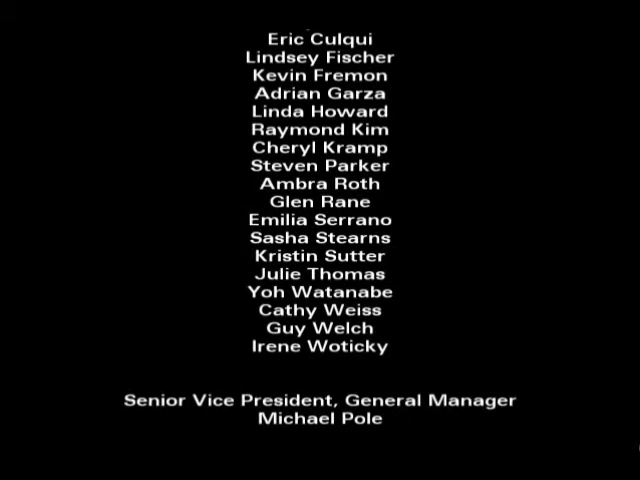 Eric Culqui
Lindsey Fischer
Kevin Fremon
Adrian Garza
Linda Howard
Raymond Kim
Cheryl Kramp
Steven Parker
Ambra Roth
Glen Rane
Emilia Serrano
Sasha Stearns
Kristin Sutter
Julie Thomas
Yoh Watanabe
Cathy Weiss
Guy Welch
Irene Woticky
Senior Vice President, General Manager
Michael Pole